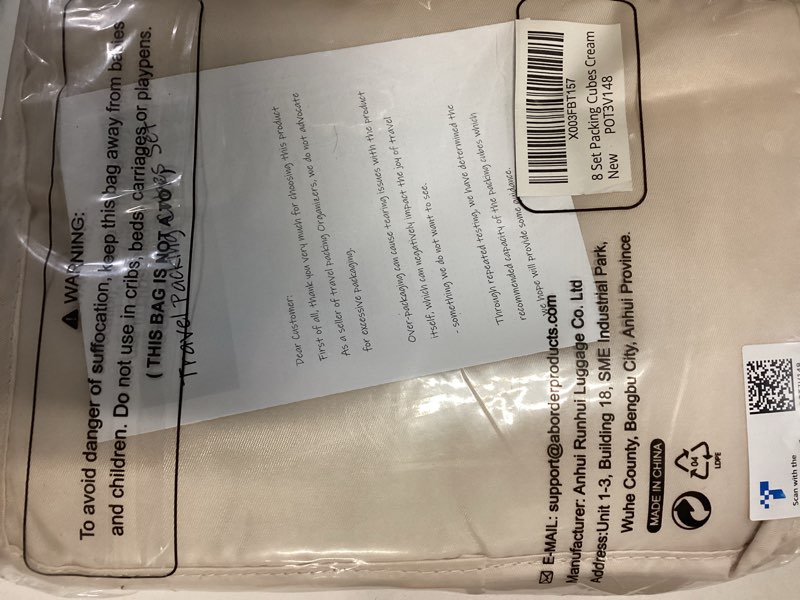 WARNING:
To avoid danger of suffocation, keep this bag away from babies
and children. Do not use in cribs, beds, carriages or playpens.
( THIS BAG IS NOT A
Travel Packing
Dear Customer:
First of all, thank you very much for choosing this product
As a seller of travel packing Organizers, we do not advocate
for excessive packaging.
Over-packaging can cause tearing issues with the product
itself, which can negatively impact the joy of travel
- something we do not want to see.
Through repeated testing, we have determined the
recommended capacity of the packing cubes which
we hope will provide some guidance.
X003FBT157
8 Set Packing Cubes Cream
New POT3V148
E-MAIL: support@aborderproducts.com
Manufacturer: Anhui Runhui Luggage Co. Ltd
Address:Unit 1-3, Building 18, SME Industrial Park,
Wuhe County, Bengbu City, Anhui Province.
MADE IN CHINA
04
LDPE
Scan with the